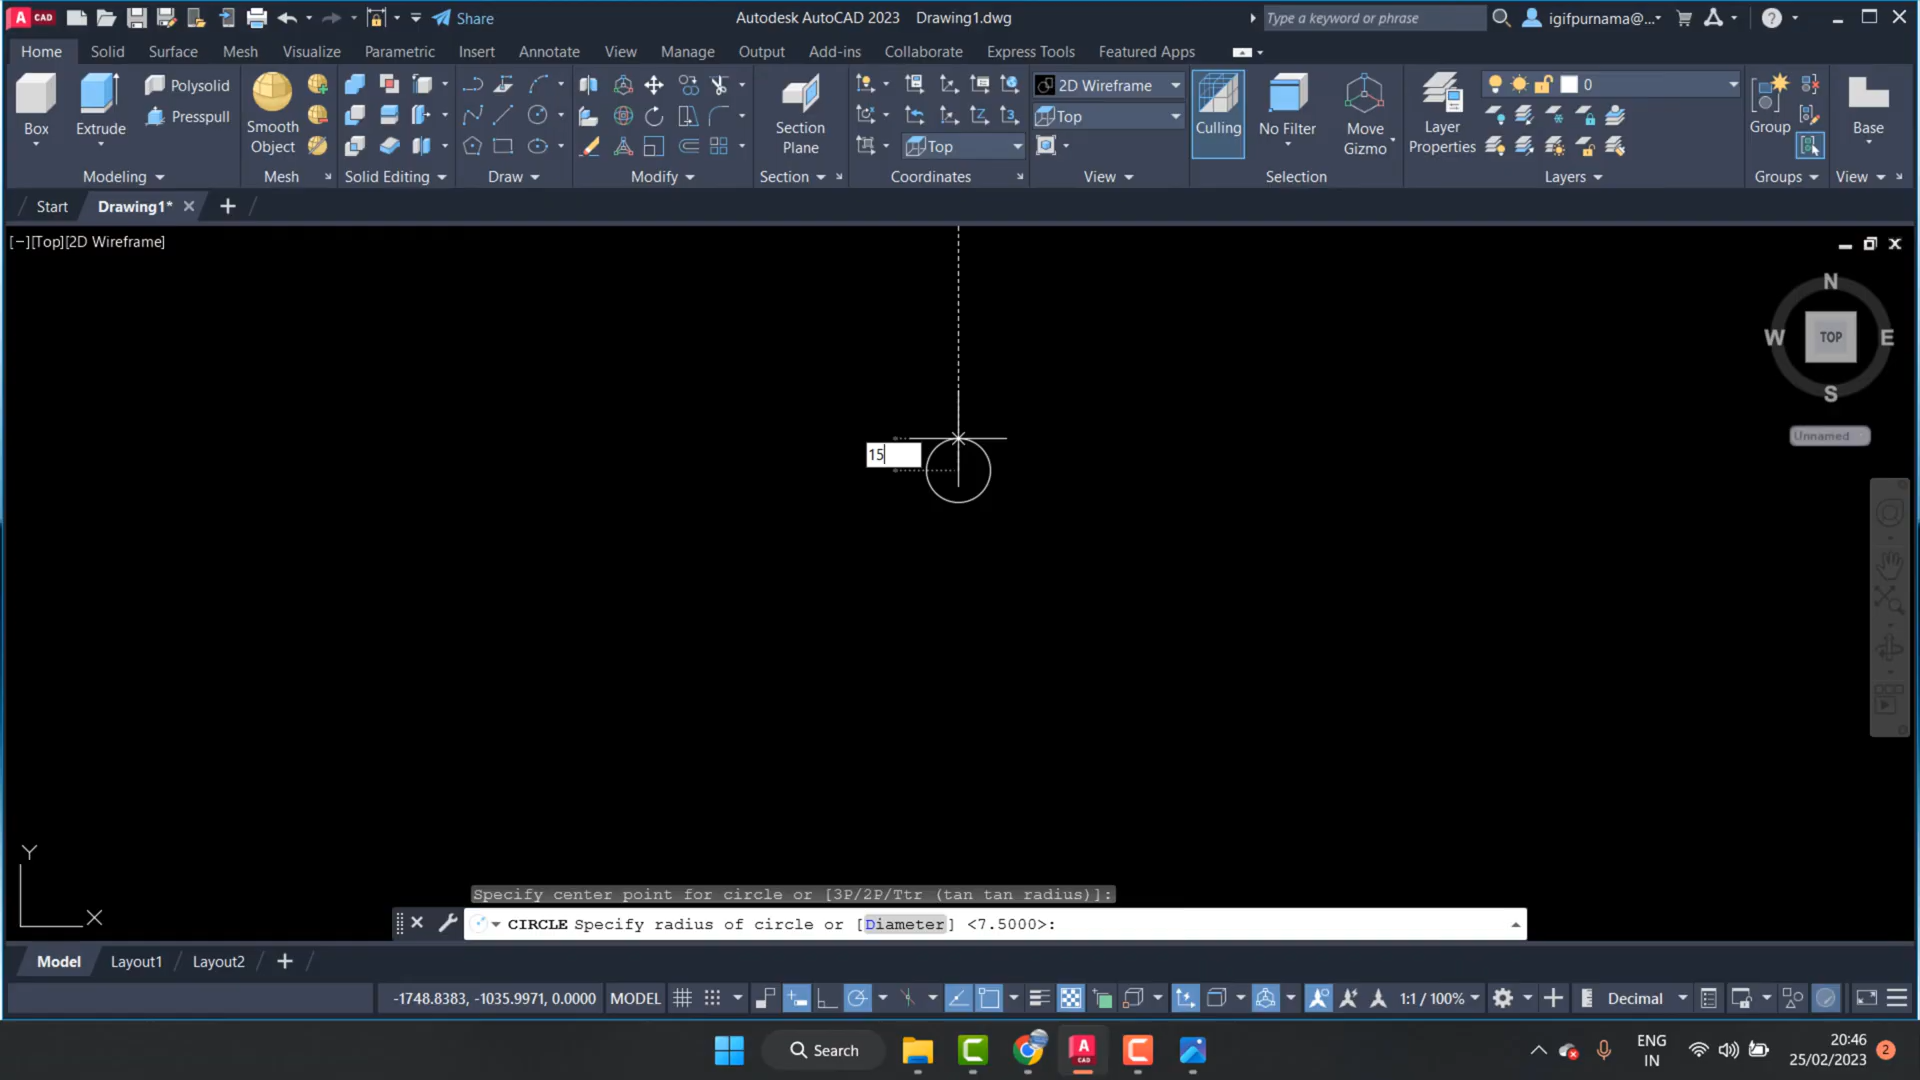 A CAD
Share
Autodesk AutoCAD 2023 Drawing1.dwg
Type a keyword or phrase
igifpurnama@...
Home Solid Surface Mesh Visualize Parametric Insert Annotate View Manage Output Add-ins Collaborate Express Tools Featured Apps
Box
Extrude
Polysolid
Presspull
Smooth
Object
Section
Plane
Top
2D Wireframe
Top
Culling
No Filter
Move
Gizmo
Layer
Properties
0
Group
Base
Modeling Mesh Solid Editing Draw Modify Section Coordinates View Selection Layers Groups View
Start Drawing1*
[−][Top][2D Wireframe]
N
W TOP E
S
Unnamed
15
Y
X
Specify center point for circle or [3P/2P/Ttr (tan tan radius)]:
CIRCLE Specify radius of circle or [Diameter] <7.5000>:
Model Layout1 Layout2
-1748.8383, -1035.9971, 0.0000 MODEL 1:1 / 100% Decimal
Search
A CAD
ENG
IN
20:46
25/02/2023
2